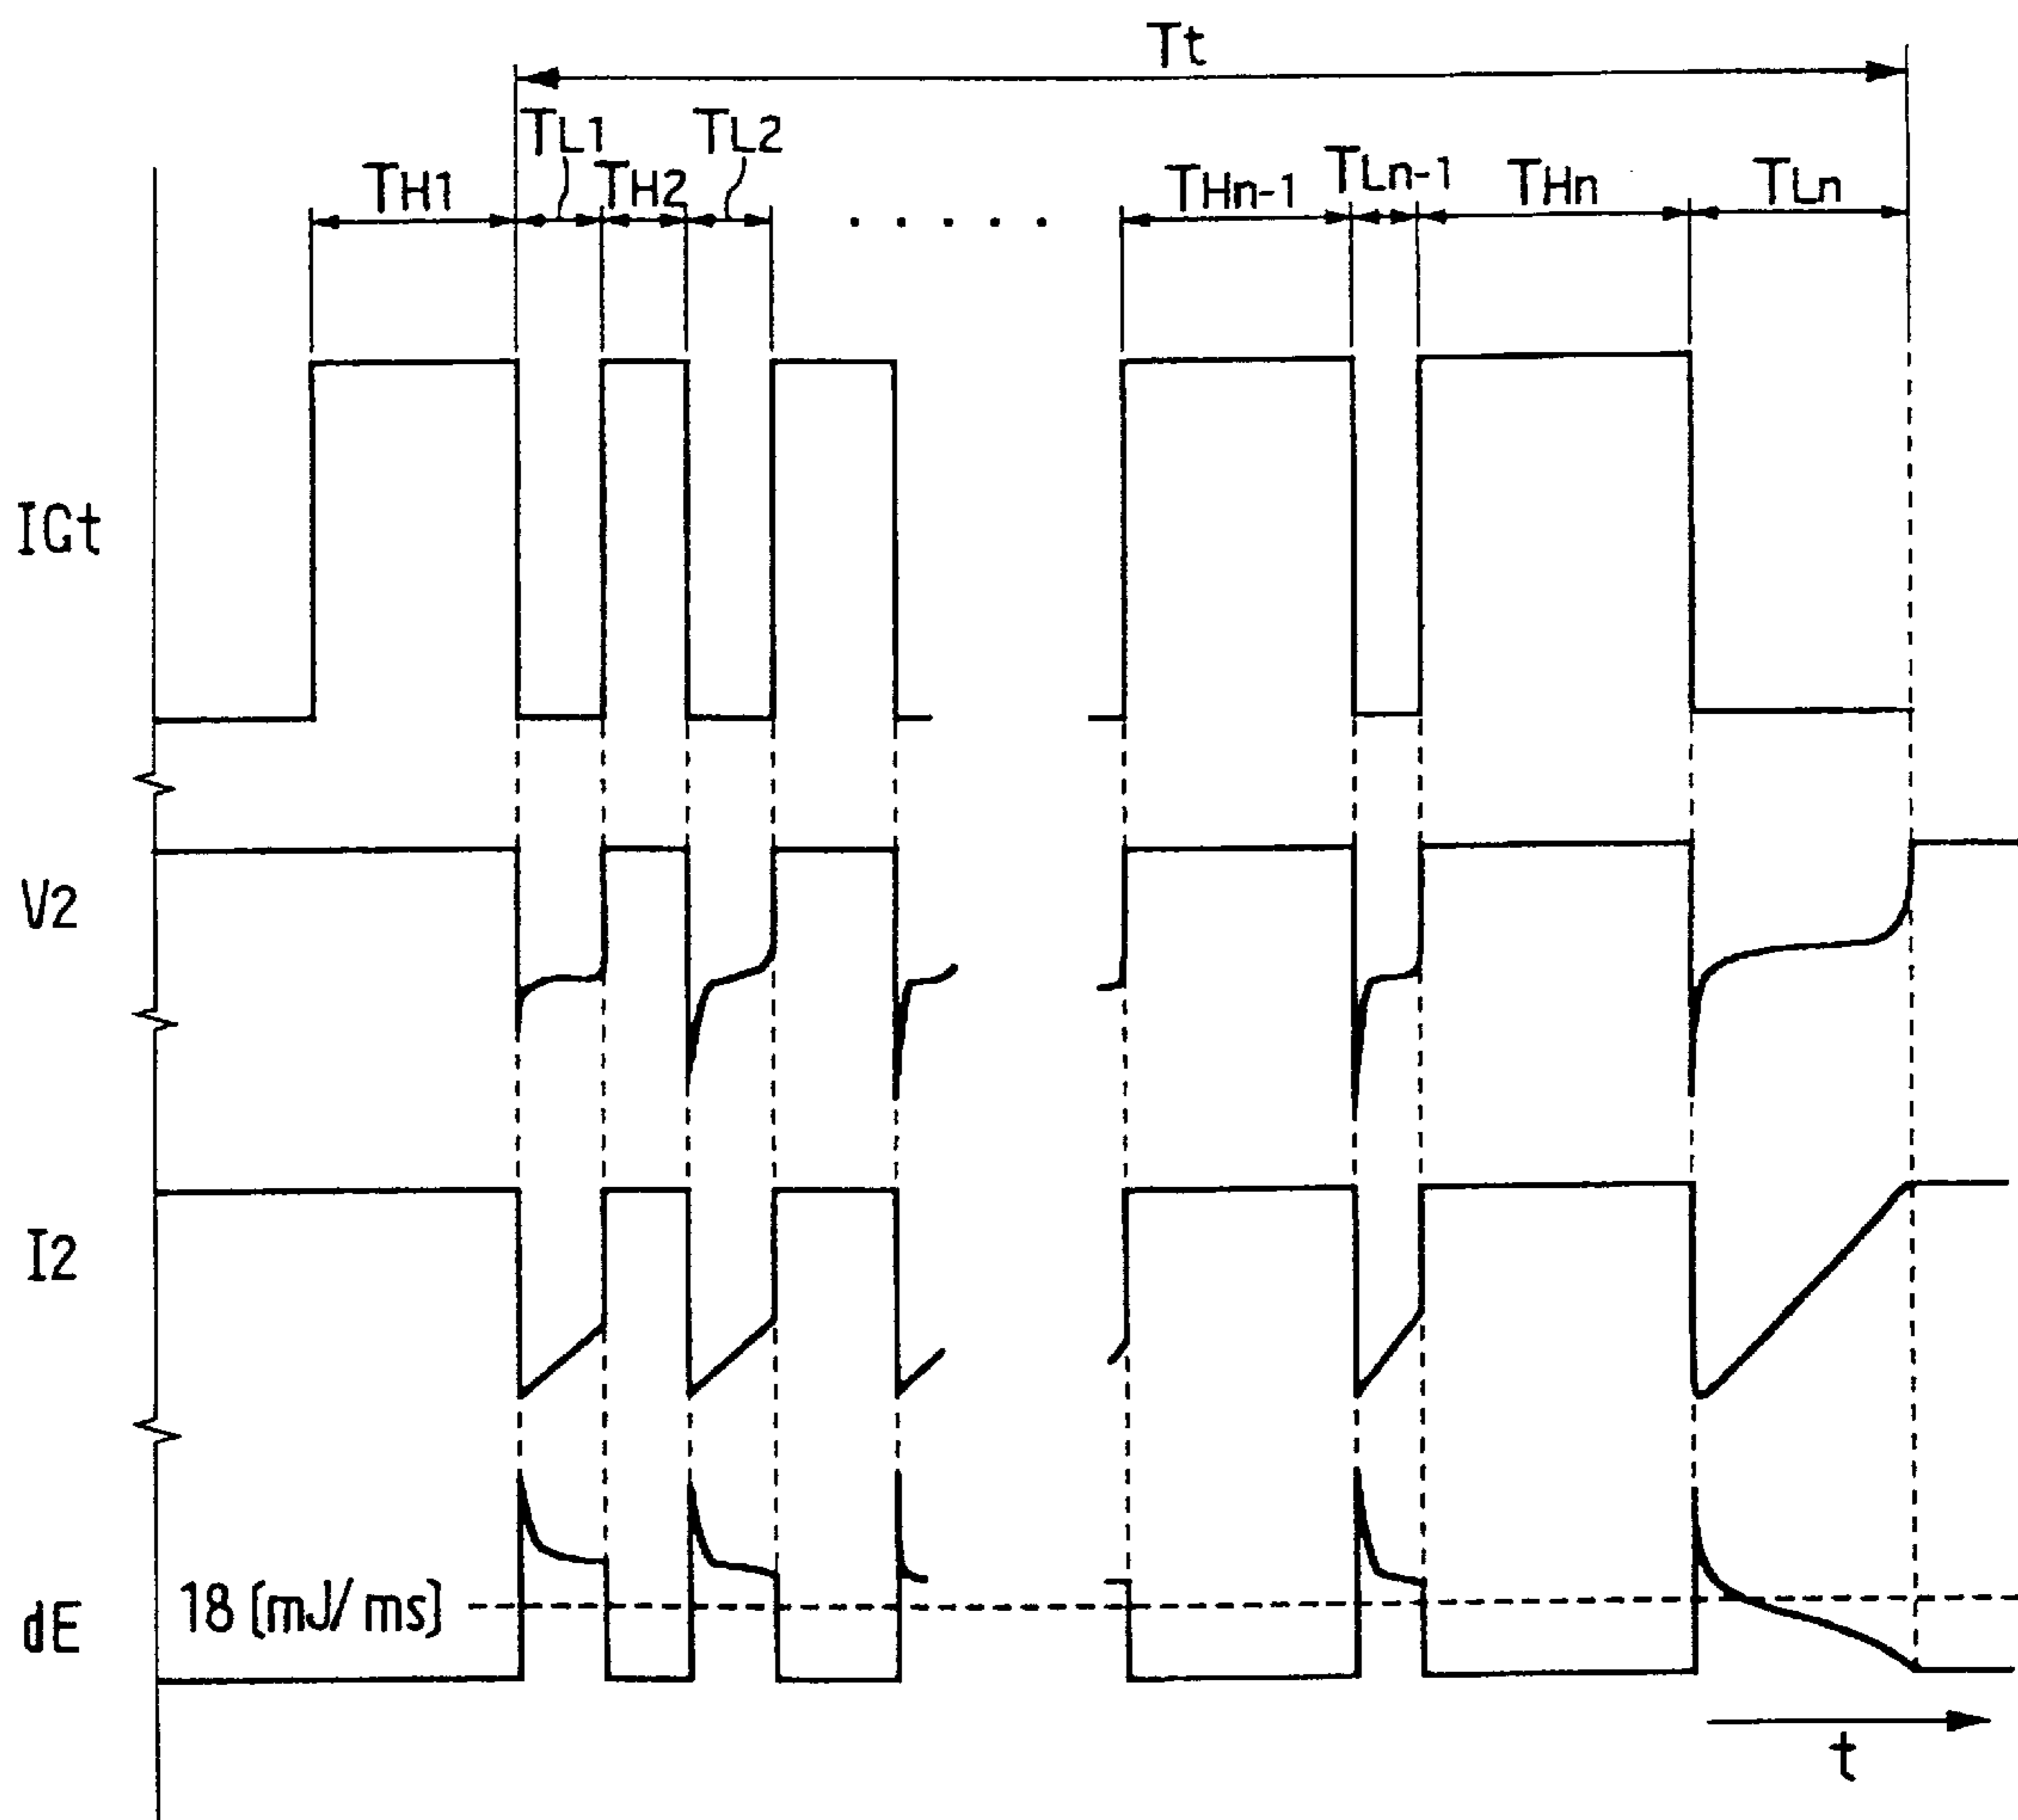 Tt
TL1 TL2
TH1 TH2 ..... THn-1 TLn-1 THn TLn
IGt
V2
I2
18 [mJ/ms]
dE
t